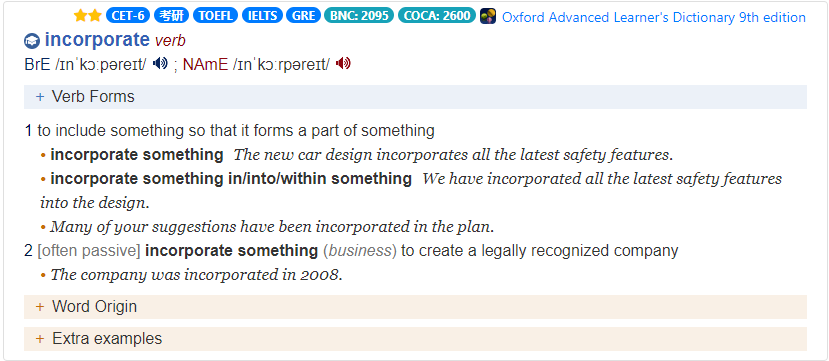 CET-6 考研 TOEFL IELTS GRE BNC: 2095 COCA: 2600 Oxford Advanced Learner's Dictionary 9th edition
incorporate verb
BrE /ɪnˈkɔːpəreɪt/ ; NAmE /ɪnˈkɔːrpəreɪt/
+ Verb Forms
1 to include something so that it forms a part of something
• incorporate something The new car design incorporates all the latest safety features.
• incorporate something in/into/within something We have incorporated all the latest safety features
into the design.
• Many of your suggestions have been incorporated in the plan.
2 [often passive] incorporate something (business) to create a legally recognized company
• The company was incorporated in 2008.
+ Word Origin
+ Extra examples